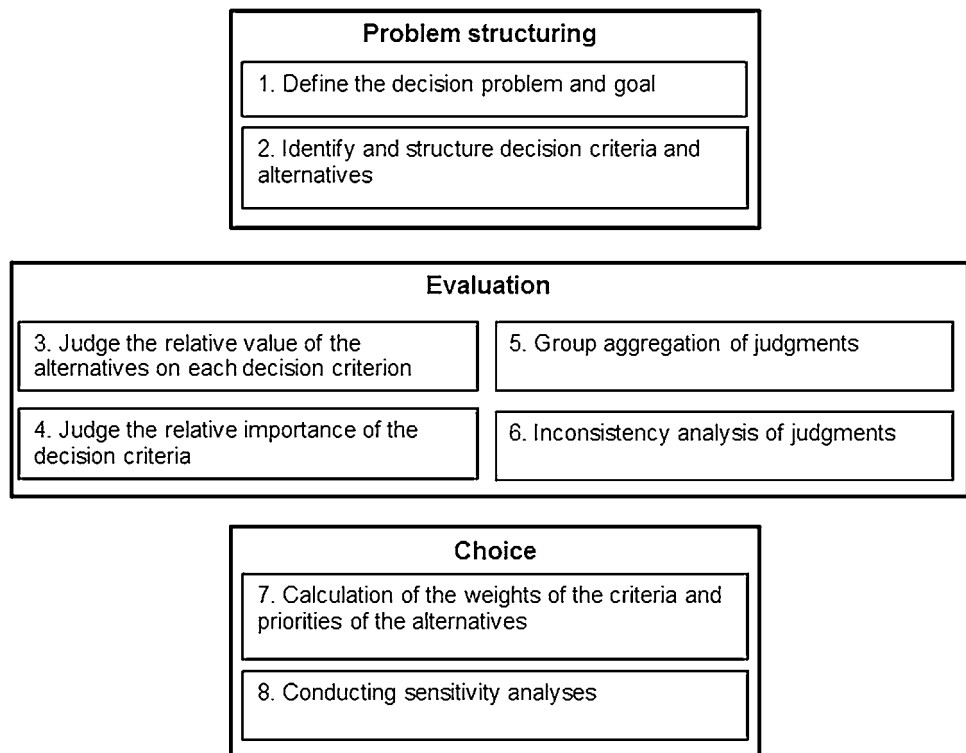 Problem structuring
1. Define the decision problem and goal
2. Identify and structure decision criteria and
alternatives
Evaluation
3. Judge the relative value of the
alternatives on each decision criterion
4. Judge the relative importance of the
decision criteria
5. Group aggregation of judgments
6. Inconsistency analysis of judgments
Choice
7. Calculation of the weights of the criteria and
priorities of the alternatives
8. Conducting sensitivity analyses